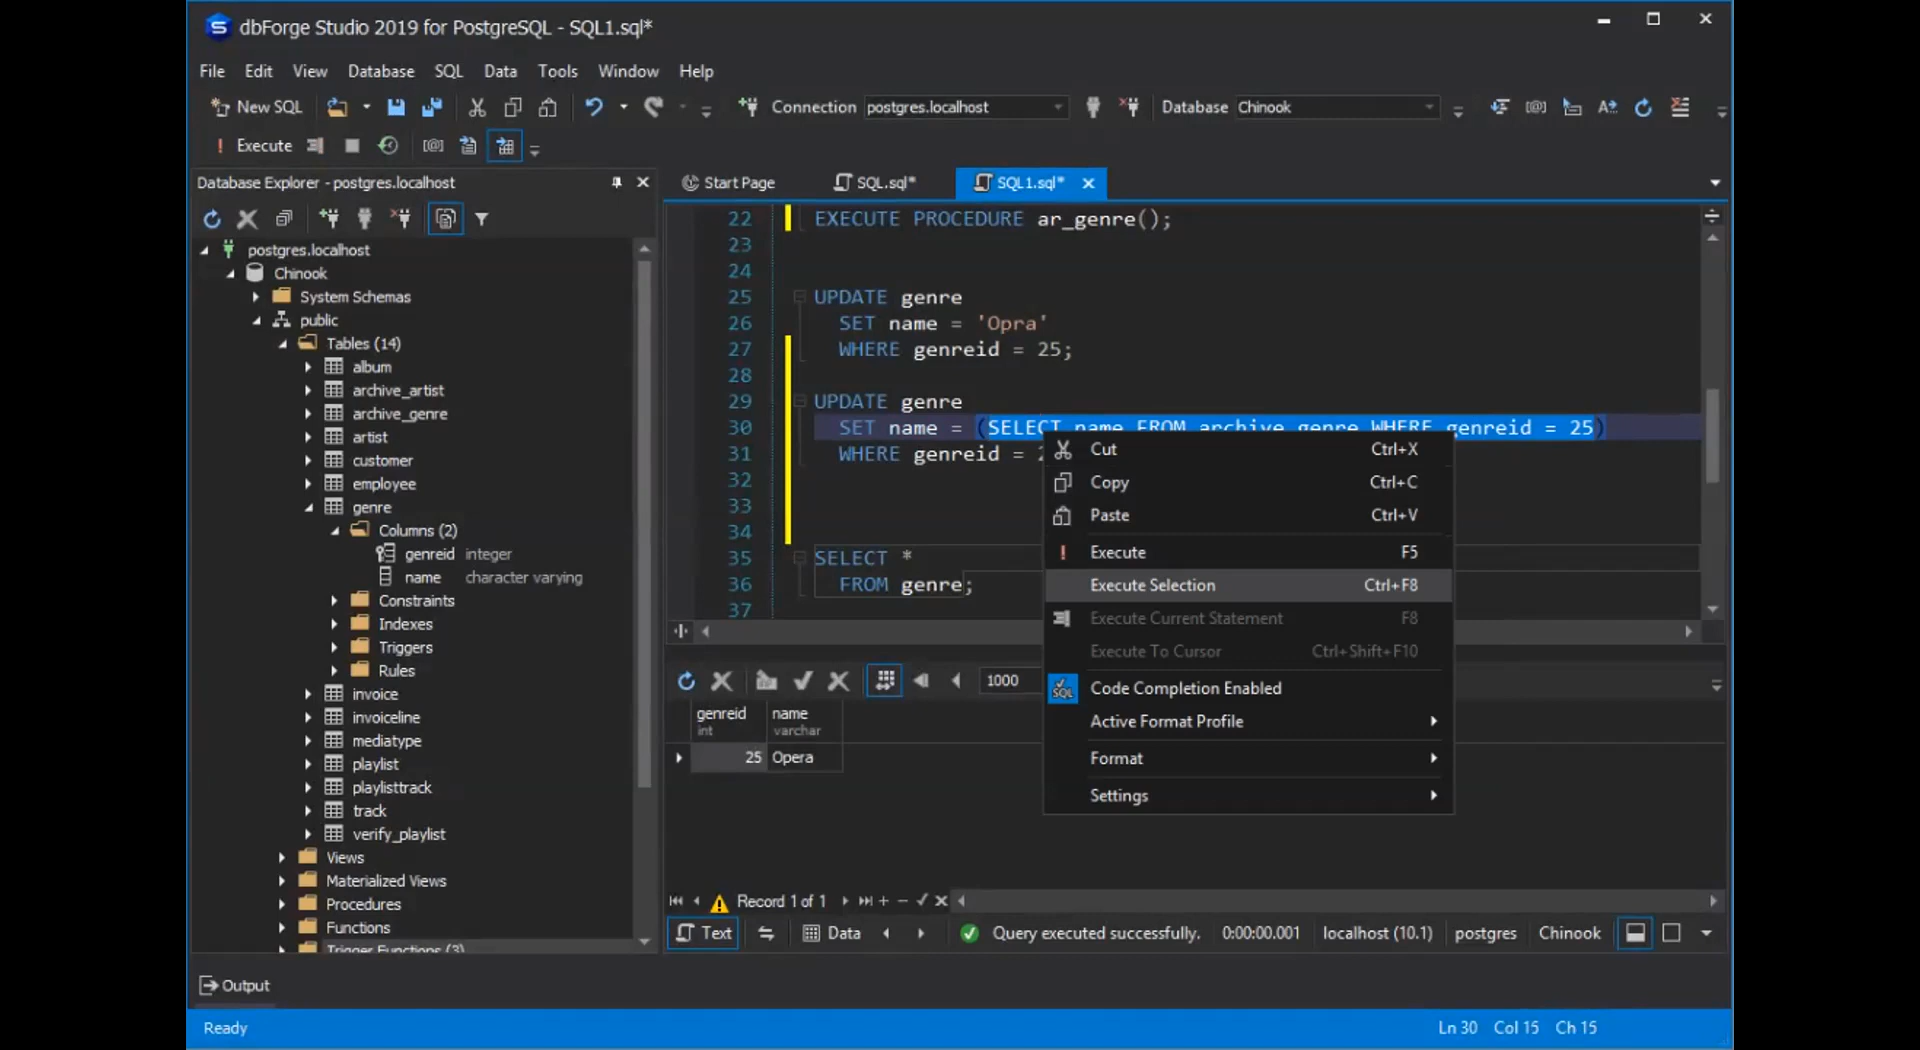 dbForge Studio 2019 for PostgreSQL - SQL1.sql*
File Edit View Database SQL Data Tools Window Help
New SQL Connection postgres.localhost Database Chinook
Execute
Database Explorer - postgres.localhost
Start Page SQL.sql* SQL1.sql*
postgres.localhost
Chinook
System Schemas
public
Tables (14)
album
archive_artist
archive_genre
artist
customer
employee
genre
Columns (2)
genreid integer
name character varying
Constraints
Indexes
Triggers
Rules
invoice
invoiceline
mediatype
playlist
playlisttrack
track
verify_playlist
Views
Materialized Views
Procedures
Functions
Trigger Functions (3)
22 EXECUTE PROCEDURE ar_genre();
23
24
25 UPDATE genre
26 SET name = 'Opra'
27 WHERE genreid = 25;
28
29 UPDATE genre
30 SET name = (SELECT name FROM archive_genre WHERE genreid = 25)
31 WHERE genreid =
32
33
34
35 SELECT *
36 FROM genre;
37
Cut Ctrl+X
Copy Ctrl+C
Paste Ctrl+V
Execute F5
Execute Selection Ctrl+F8
Execute Current Statement F8
Execute To Cursor Ctrl+Shift+F10
Code Completion Enabled
Active Format Profile
Format
Settings
1000
genreid name
int varchar
25 Opera
Record 1 of 1
Text Data Query executed successfully. 0:00:00.001 localhost (10.1) postgres Chinook
Output
Ready Ln 30 Col 15 Ch 15